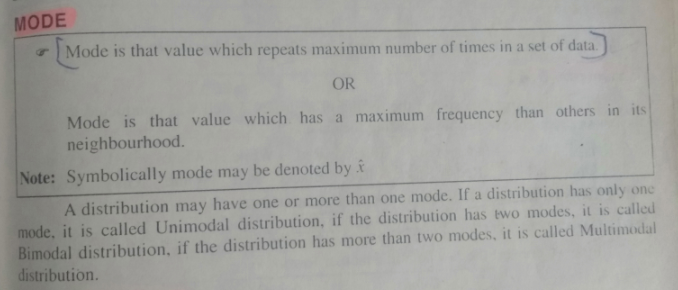 MODE
☞ Mode is that value which repeats maximum number of times in a set of data.
OR
Mode is that value which has a maximum frequency than others in its
neighbourhood.
Note: Symbolically mode may be denoted by x̂
A distribution may have one or more than one mode. If a distribution has only one
mode, it is called Unimodal distribution, if the distribution has two modes, it is called
Bimodal distribution, if the distribution has more than two modes, it is called Multimodal
distribution.